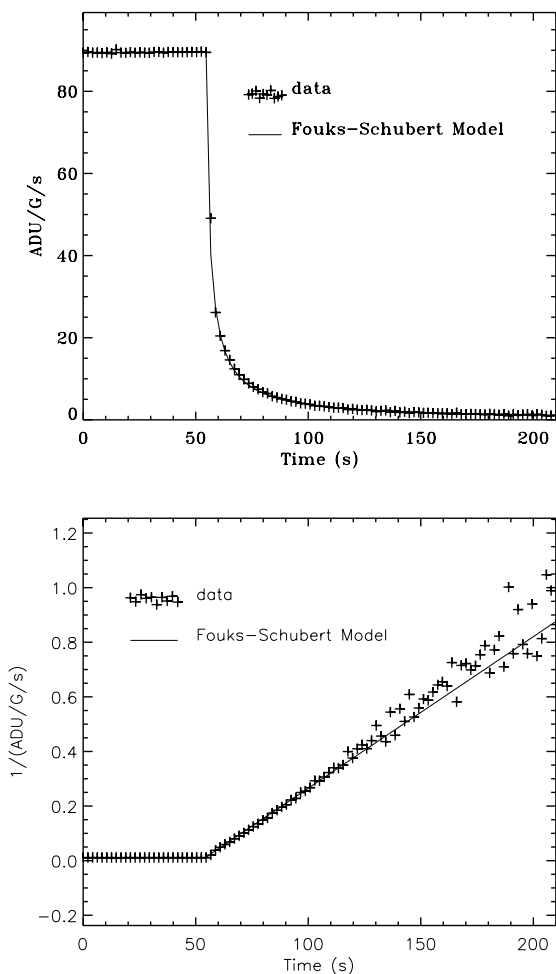 80
60
40
20
0
ADU/G/s
data
Fouks-Schubert Model
0 50 100 150 200
Time (s)
1.2
1.0
0.8
0.6
0.4
0.2
0.0
-0.2
1/(ADU/G/s)
data
Fouks-Schubert Model
0 50 100 150 200
Time (s)